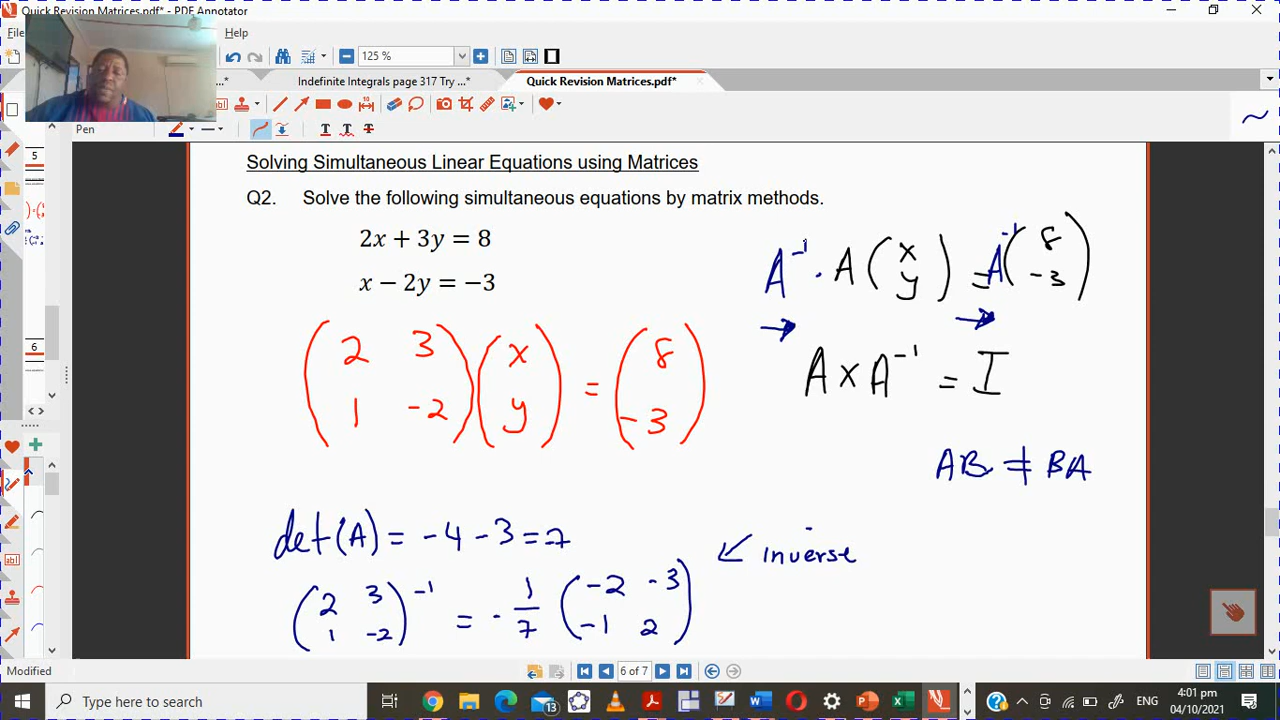 Quick Revision Matrices.pdf* - PDF Annotator
Help
125 %
Indefinite Integrals page 317 Try ...*
Quick Revision Matrices.pdf*
Pen
5
6
Solving Simultaneous Linear Equations using Matrices
Q2. Solve the following simultaneous equations by matrix methods.
2x + 3y = 8
x − 2y = −3
A⁻¹ · A (x y) = A⁻¹ (8 -3)
(2 3 1 -2) (x y) = (8 -3)
A × A⁻¹ = I
AB ≠ BA
det(A) = -4 - 3 = 7
← inverse
(2 3 1 -2)⁻¹ = - 1/7 (-2 -3 -1 2)
Modified
6 of 7
Type here to search
13
ENG
4:01 pm
04/10/2021